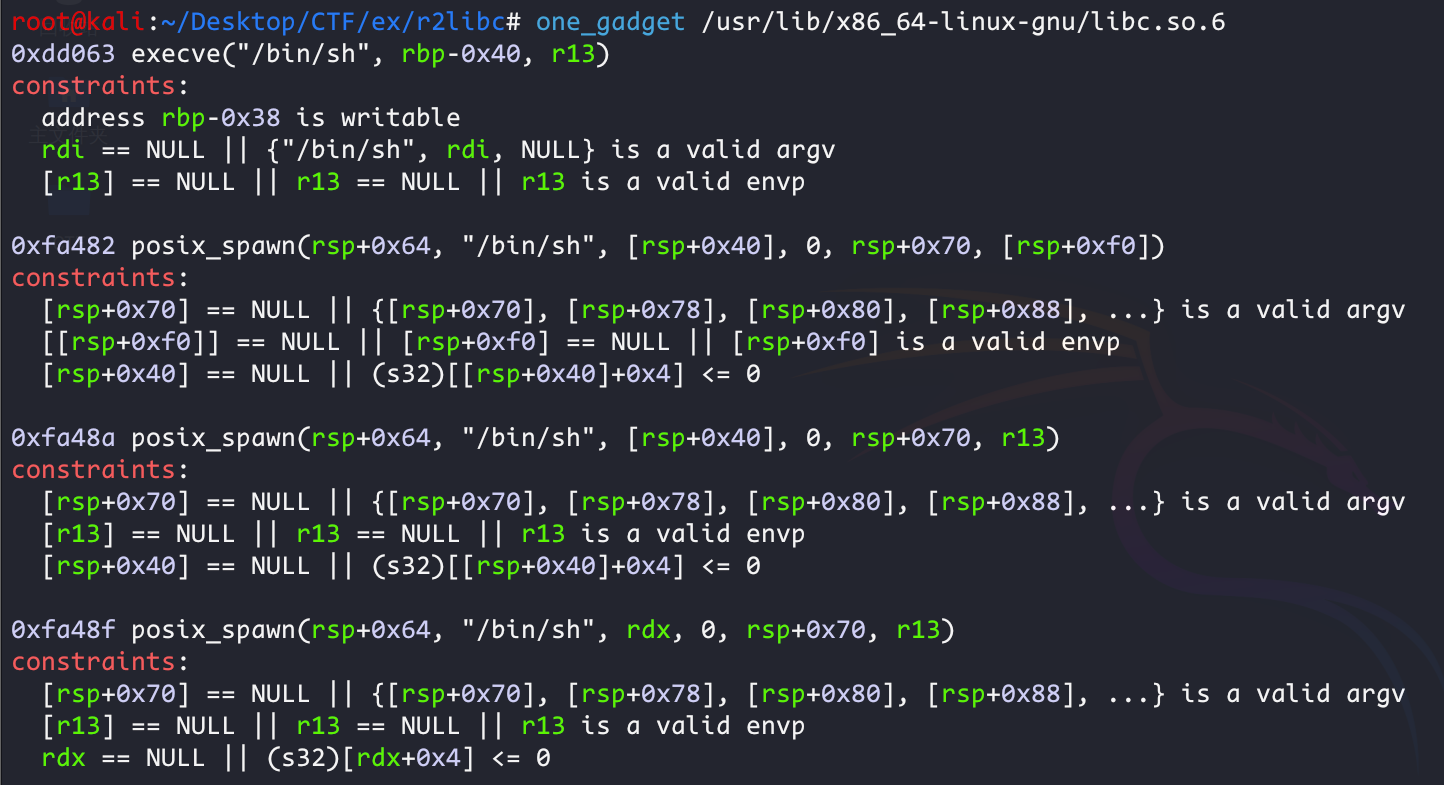 root@kali:~/Desktop/CTF/ex/r2libc# one_gadget /usr/lib/x86_64-linux-gnu/libc.so.6
0xdd063 execve("/bin/sh", rbp-0x40, r13)
constraints:
  address rbp-0x38 is writable
  rdi == NULL || {"/bin/sh", rdi, NULL} is a valid argv
  [r13] == NULL || r13 == NULL || r13 is a valid envp

0xfa482 posix_spawn(rsp+0x64, "/bin/sh", [rsp+0x40], 0, rsp+0x70, [rsp+0xf0])
constraints:
  [rsp+0x70] == NULL || {[rsp+0x70], [rsp+0x78], [rsp+0x80], [rsp+0x88], ...} is a valid argv
  [[rsp+0xf0]] == NULL || [rsp+0xf0] == NULL || [rsp+0xf0] is a valid envp
  [rsp+0x40] == NULL || (s32)[[rsp+0x40]+0x4] <= 0

0xfa48a posix_spawn(rsp+0x64, "/bin/sh", [rsp+0x40], 0, rsp+0x70, r13)
constraints:
  [rsp+0x70] == NULL || {[rsp+0x70], [rsp+0x78], [rsp+0x80], [rsp+0x88], ...} is a valid argv
  [r13] == NULL || r13 == NULL || r13 is a valid envp
  [rsp+0x40] == NULL || (s32)[[rsp+0x40]+0x4] <= 0

0xfa48f posix_spawn(rsp+0x64, "/bin/sh", rdx, 0, rsp+0x70, r13)
constraints:
  [rsp+0x70] == NULL || {[rsp+0x70], [rsp+0x78], [rsp+0x80], [rsp+0x88], ...} is a valid argv
  [r13] == NULL || r13 == NULL || r13 is a valid envp
  rdx == NULL || (s32)[rdx+0x4] <= 0